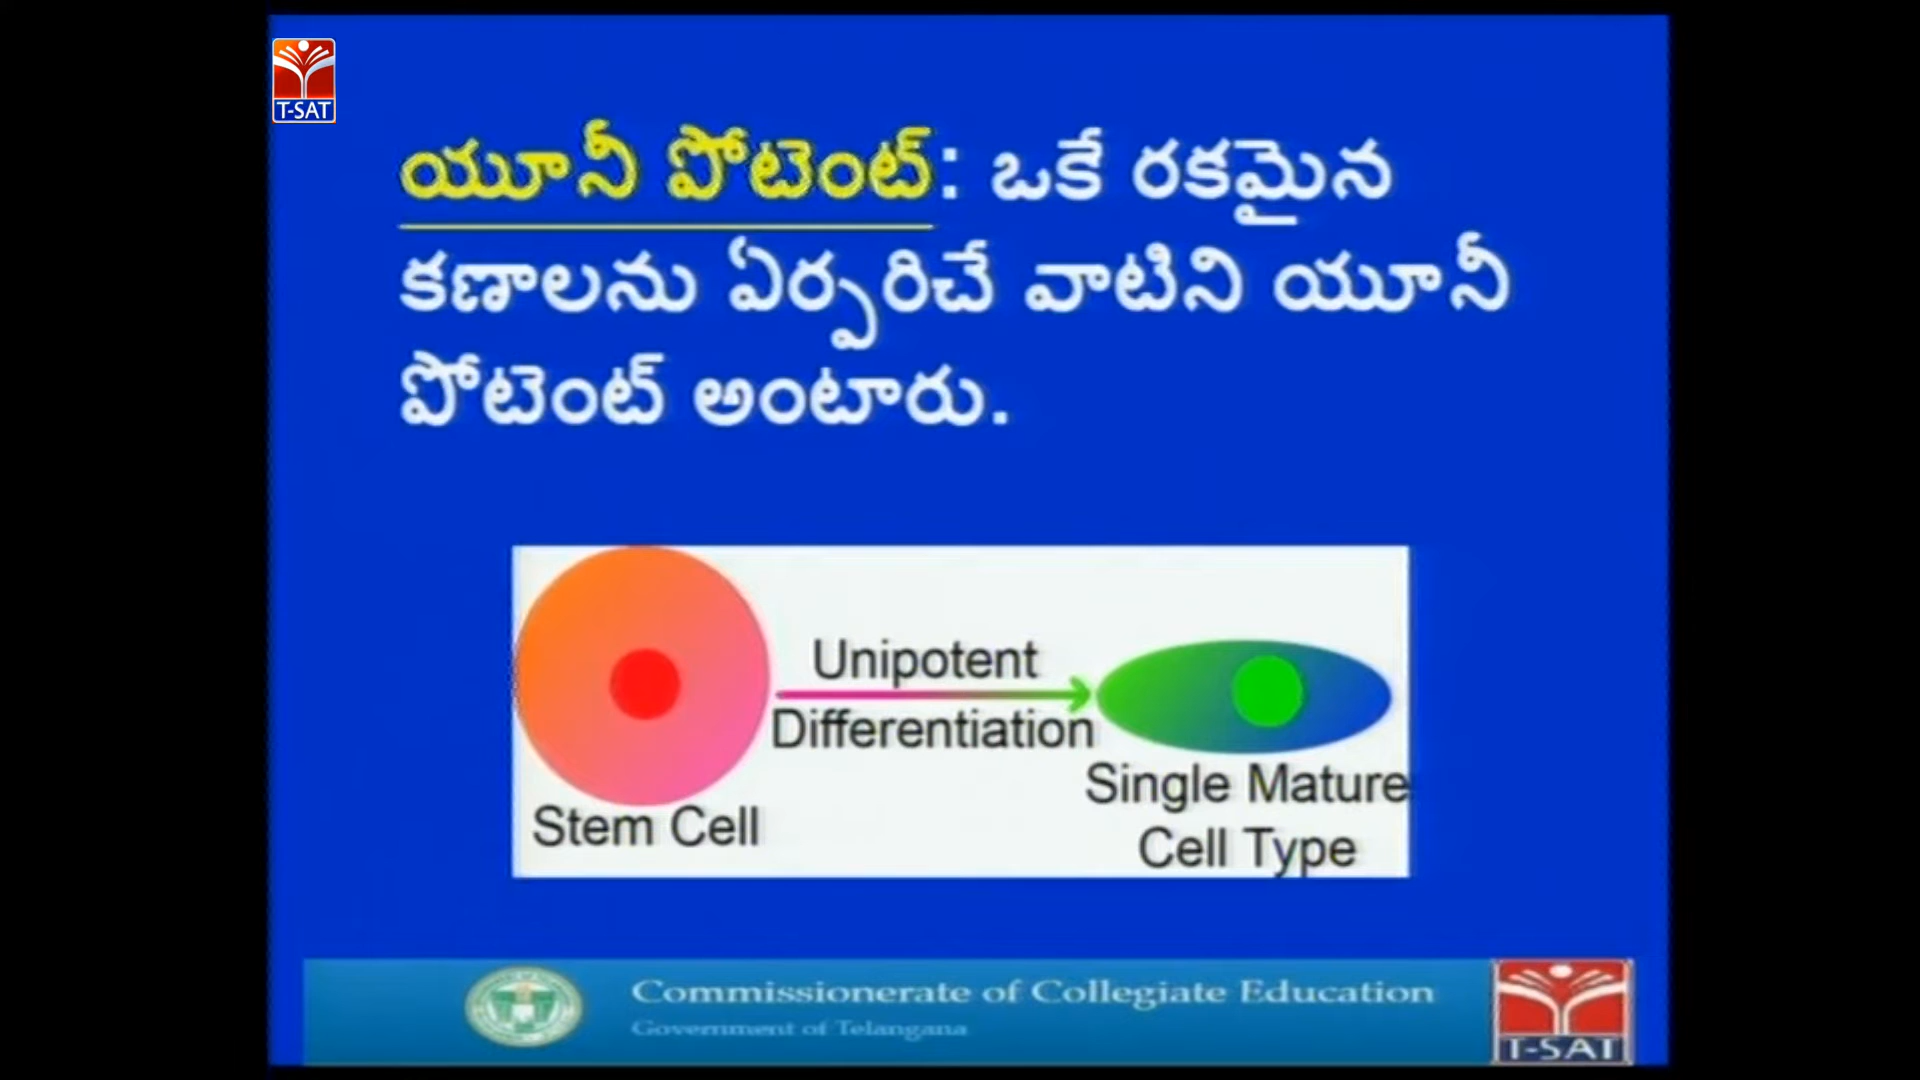 T-SAT
యూనీ పోటెంట్: ఒకే రకమైన
కణాలను ఏర్పరిచే వాటిని యూనీ
పోటెంట్ అంటారు.
Unipotent
Differentiation
Stem Cell
Single Mature
Cell Type
Commissionerate of Collegiate Education
Government of Telangana
T-SAT